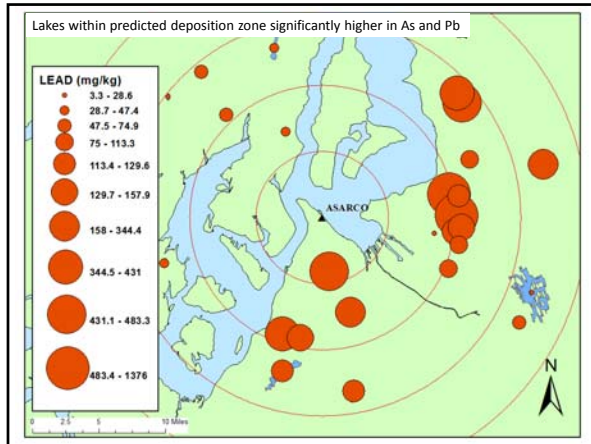 Lakes within predicted deposition zone significantly higher in As and Pb
LEAD (mg/kg)
3.3 - 28.6
28.7 - 47.4
47.5 - 74.9
75 - 113.3
113.4 - 129.6
129.7 - 157.9
158 - 344.4
344.5 - 431
431.1 - 483.3
483.4 - 1376
ASARCO
N
0 2.5 5 10 Miles